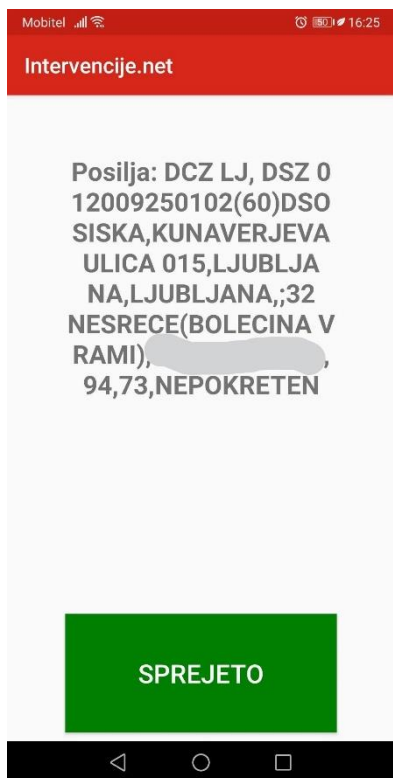 Mobitel 50 16:25
Intervencije.net
Posilja: DCZ LJ, DSZ 0
12009250102(60)DSO
SISKA,KUNAVERJEVA
ULICA 015,LJUBLJA
NA,LJUBLJANA,;32
NESRECE(BOLECINA V
RAMI), ,
94,73,NEPOKRETEN
SPREJETO